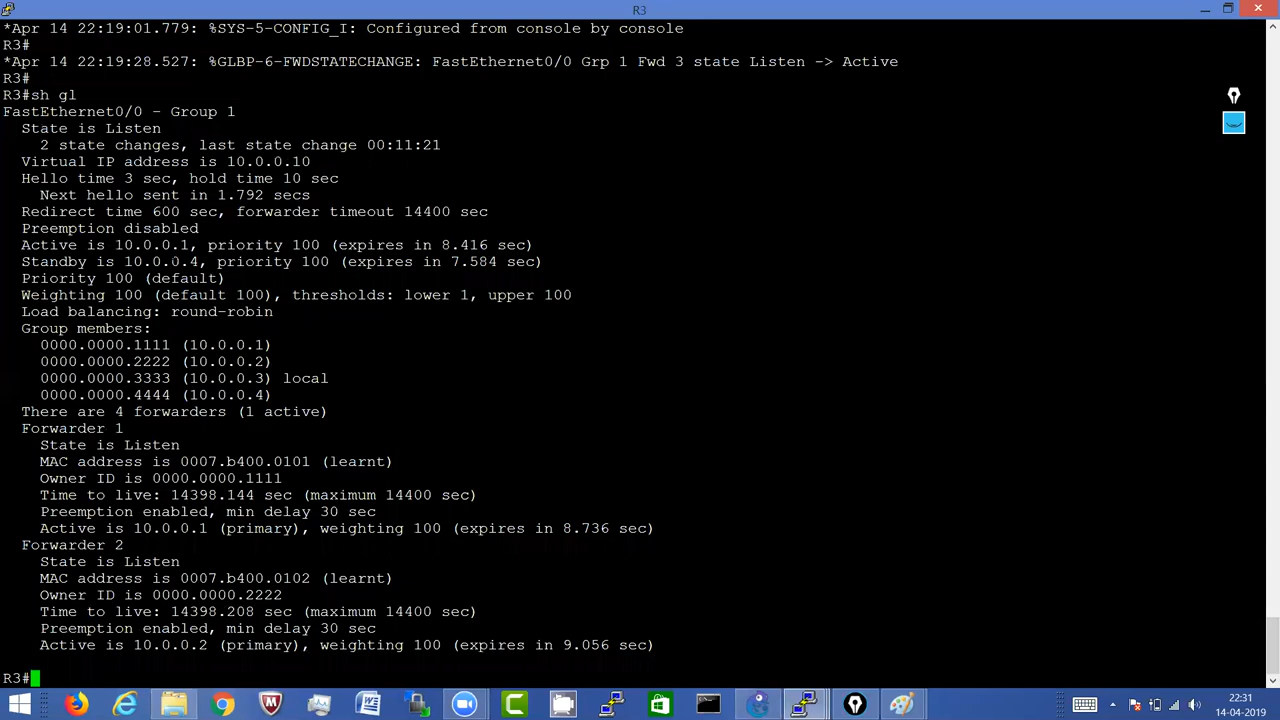 R3
*Apr 14 22:19:01.779: %SYS-5-CONFIG_I: Configured from console by console
R3#
*Apr 14 22:19:28.527: %GLBP-6-FWDSTATECHANGE: FastEthernet0/0 Grp 1 Fwd 3 state Listen -> Active
R3#
R3#sh gl
FastEthernet0/0 - Group 1
  State is Listen
    2 state changes, last state change 00:11:21
  Virtual IP address is 10.0.0.10
  Hello time 3 sec, hold time 10 sec
    Next hello sent in 1.792 secs
  Redirect time 600 sec, forwarder timeout 14400 sec
  Preemption disabled
  Active is 10.0.0.1, priority 100 (expires in 8.416 sec)
  Standby is 10.0.0.4, priority 100 (expires in 7.584 sec)
  Priority 100 (default)
  Weighting 100 (default 100), thresholds: lower 1, upper 100
  Load balancing: round-robin
  Group members:
    0000.0000.1111 (10.0.0.1)
    0000.0000.2222 (10.0.0.2)
    0000.0000.3333 (10.0.0.3) local
    0000.0000.4444 (10.0.0.4)
  There are 4 forwarders (1 active)
  Forwarder 1
    State is Listen
    MAC address is 0007.b400.0101 (learnt)
    Owner ID is 0000.0000.1111
    Time to live: 14398.144 sec (maximum 14400 sec)
    Preemption enabled, min delay 30 sec
    Active is 10.0.0.1 (primary), weighting 100 (expires in 8.736 sec)
  Forwarder 2
    State is Listen
    MAC address is 0007.b400.0102 (learnt)
    Owner ID is 0000.0000.2222
    Time to live: 14398.208 sec (maximum 14400 sec)
    Preemption enabled, min delay 30 sec
    Active is 10.0.0.2 (primary), weighting 100 (expires in 9.056 sec)
R3#
22:31
14-04-2019